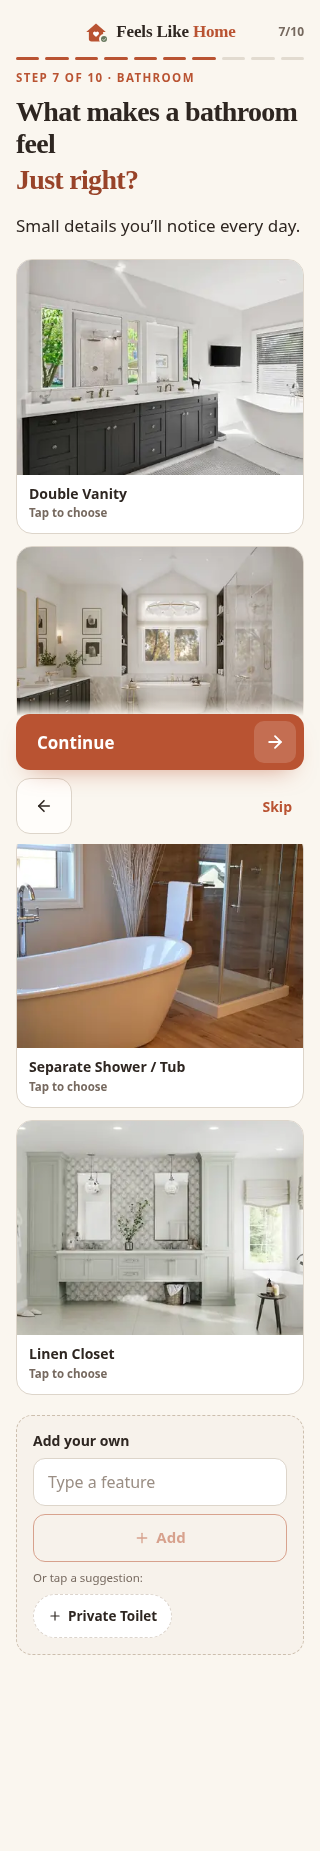 Feels Like Home
7/10
STEP 7 OF 10 · BATHROOM
What makes a bathroom
feel
Just right?
Small details you’ll notice every day.
Double Vanity
Tap to choose
Continue
Skip
Separate Shower / Tub
Tap to choose
Linen Closet
Tap to choose
Add your own
Type a feature
+ Add
Or tap a suggestion:
+ Private Toilet